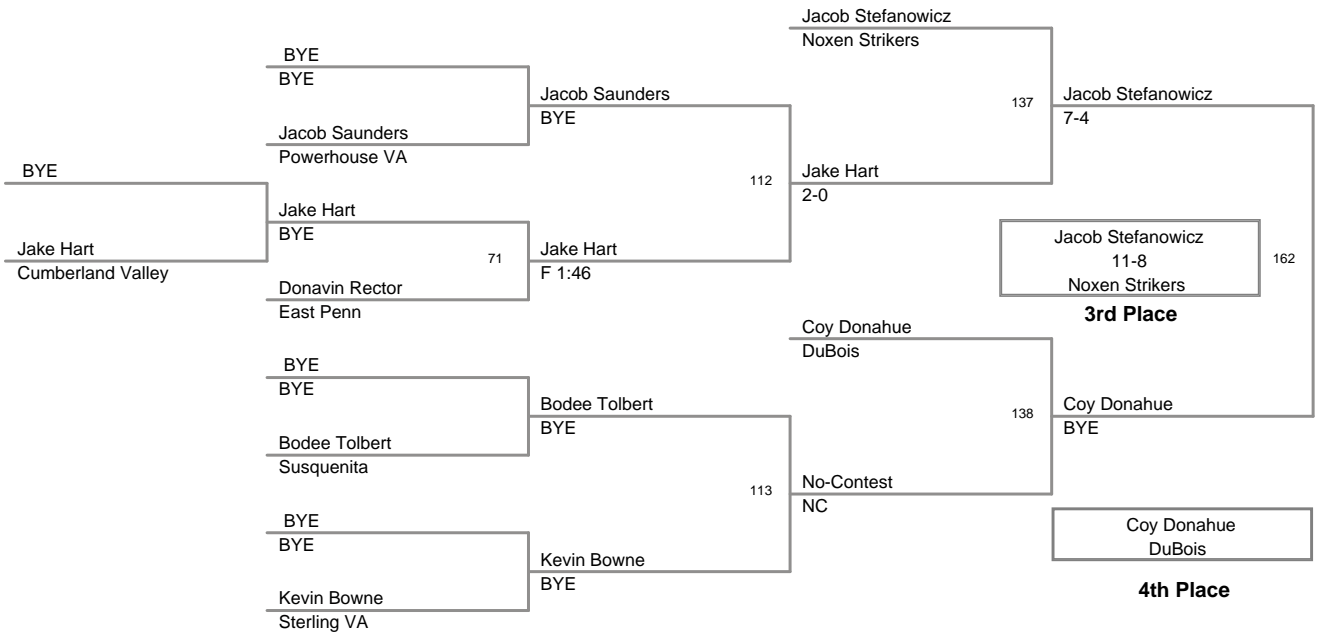 Jacob Stefanowicz
Noxen Strikers
BYE
BYE
Jacob Saunders
BYE
137
Jacob Stefanowicz
7-4
Jacob Saunders
Powerhouse VA
BYE
112
Jake Hart
2-0
Jake Hart
BYE
Jake Hart
Cumberland Valley
71
Jake Hart
F 1:46
Jacob Stefanowicz
11-8
Noxen Strikers
162
Donavin Rector
East Penn
3rd Place
Coy Donahue
DuBois
BYE
BYE
Bodee Tolbert
BYE
138
Coy Donahue
BYE
Bodee Tolbert
Susquenita
113
No-Contest
NC
BYE
BYE
Coy Donahue
DuBois
Kevin Bowne
BYE
4th Place
Kevin Bowne
Sterling VA